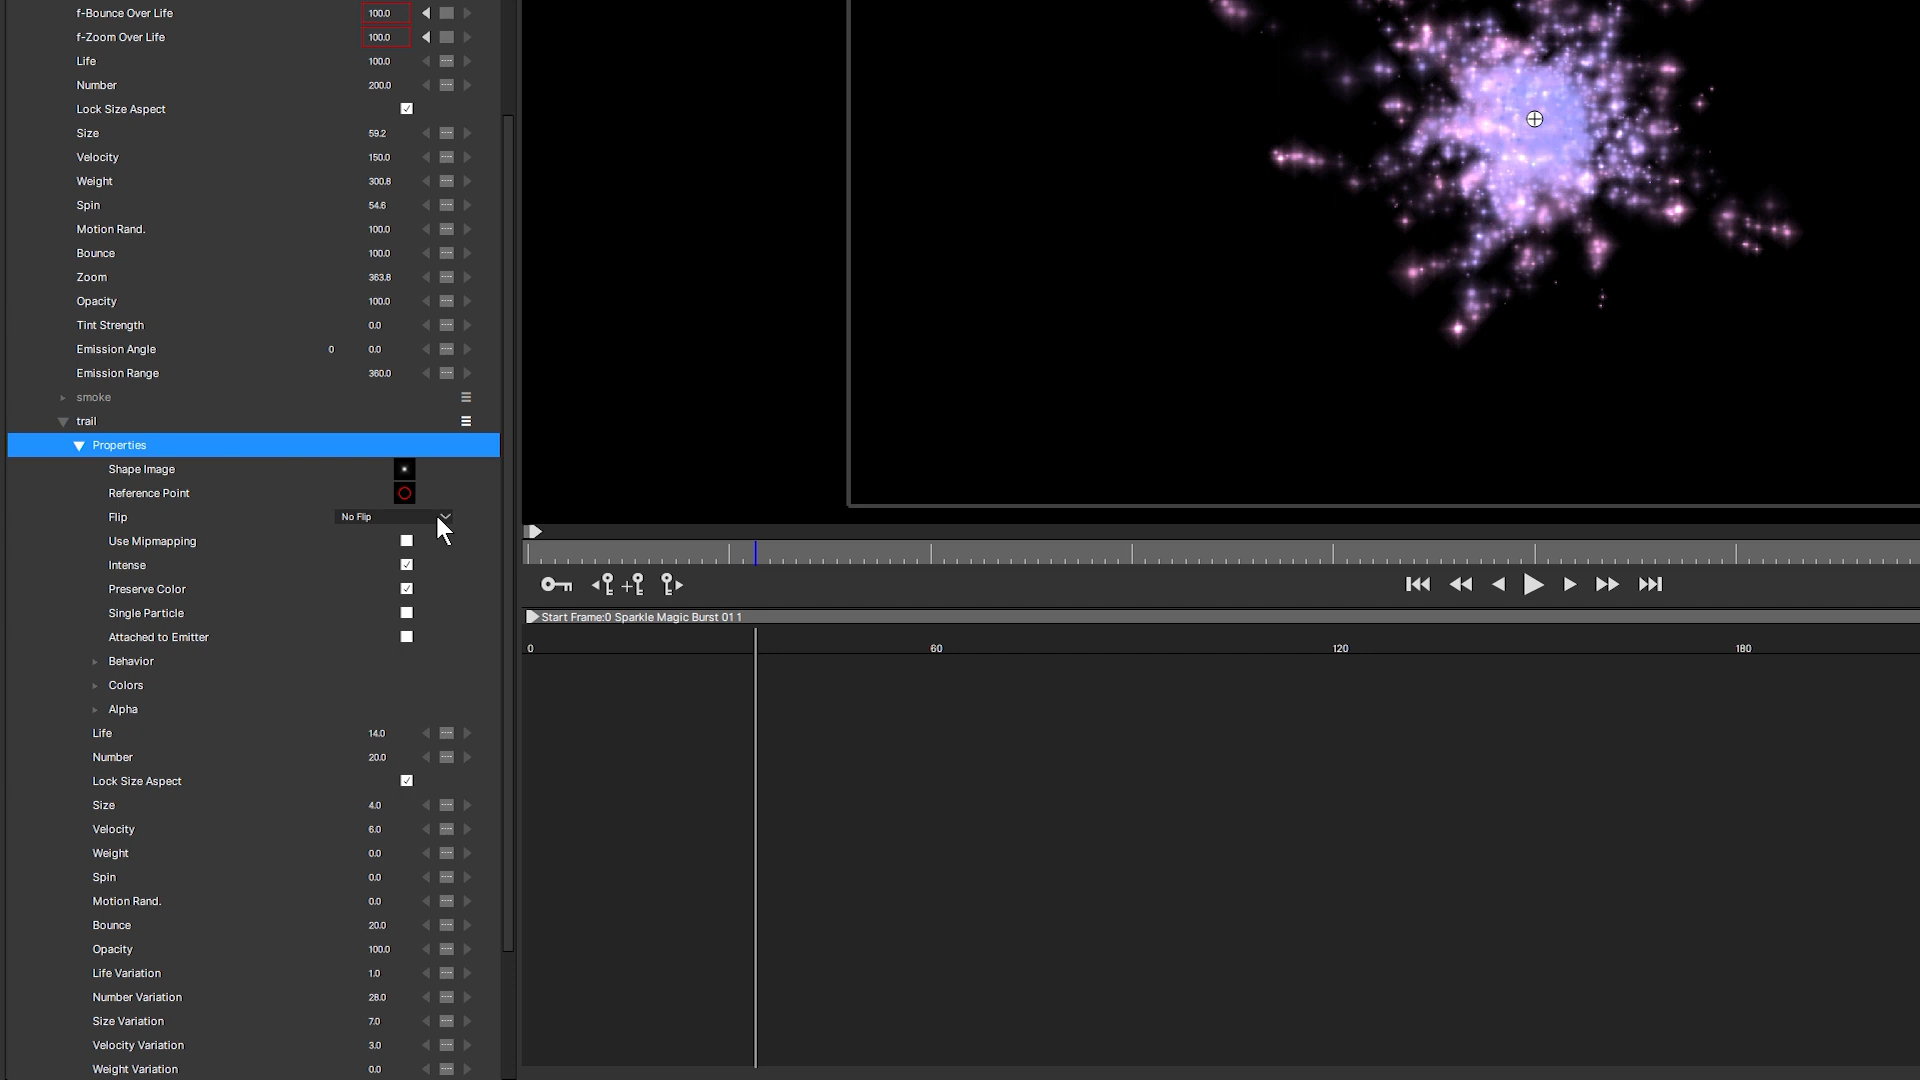 f-Bounce Over Life 100.0
f-Zoom Over Life 100.0
Life 100.0
Number 200.0
Lock Size Aspect
Size 59.2
Velocity 150.0
Weight 300.8
Spin 54.6
Motion Rand. 100.0
Bounce 100.0
Zoom 363.8
Opacity 100.0
Tint Strength 0.0
Emission Angle 0 0.0
Emission Range 360.0
smoke
trail
Properties
Shape Image
Reference Point
Flip No Flip
Use Mipmapping
Intense
Preserve Color
Single Particle
Attached to Emitter
Behavior
Colors
Alpha
Life 14.0
Number 20.0
Lock Size Aspect
Size 4.0
Velocity 6.0
Weight 0.0
Spin 0.0
Motion Rand. 0.0
Bounce 20.0
Opacity 100.0
Life Variation 1.0
Number Variation 28.0
Size Variation 7.0
Velocity Variation 3.0
Weight Variation 0.0
Start Frame:0 Sparkle Magic Burst 01 1
0 60 120 180